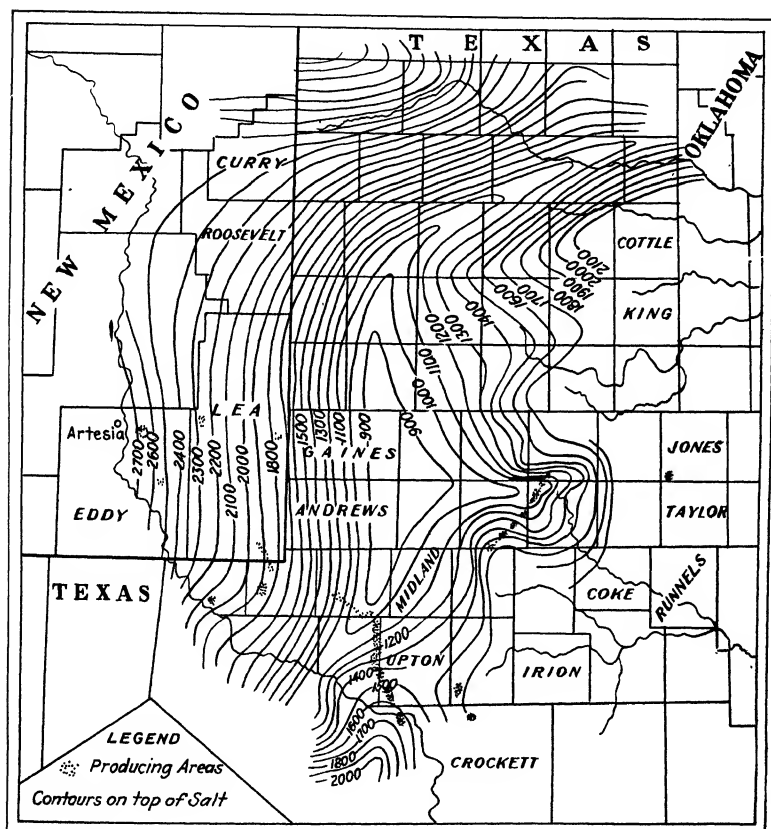 TEXAS
OKLAHOMA
NEW MEXICO
CURRY
ROOSEVELT
COTTLE
2100
2000
1900
1800
1700
1600
KING
1400
1300
1200
1100
1000
900
900
LEA
1500
1300
1100
GAINES
JONES
Artesia
2700
2600
2400
2300
2200
2100
2000
1800
EDDY
ANDREWS
TAYLOR
TEXAS
MIDLAND
COKE
RUNNELS
1200
UPTON
1400
1500
IRION
1600
1700
1800
2000
CROCKETT
LEGEND
Producing Areas
Contours on top of Salt